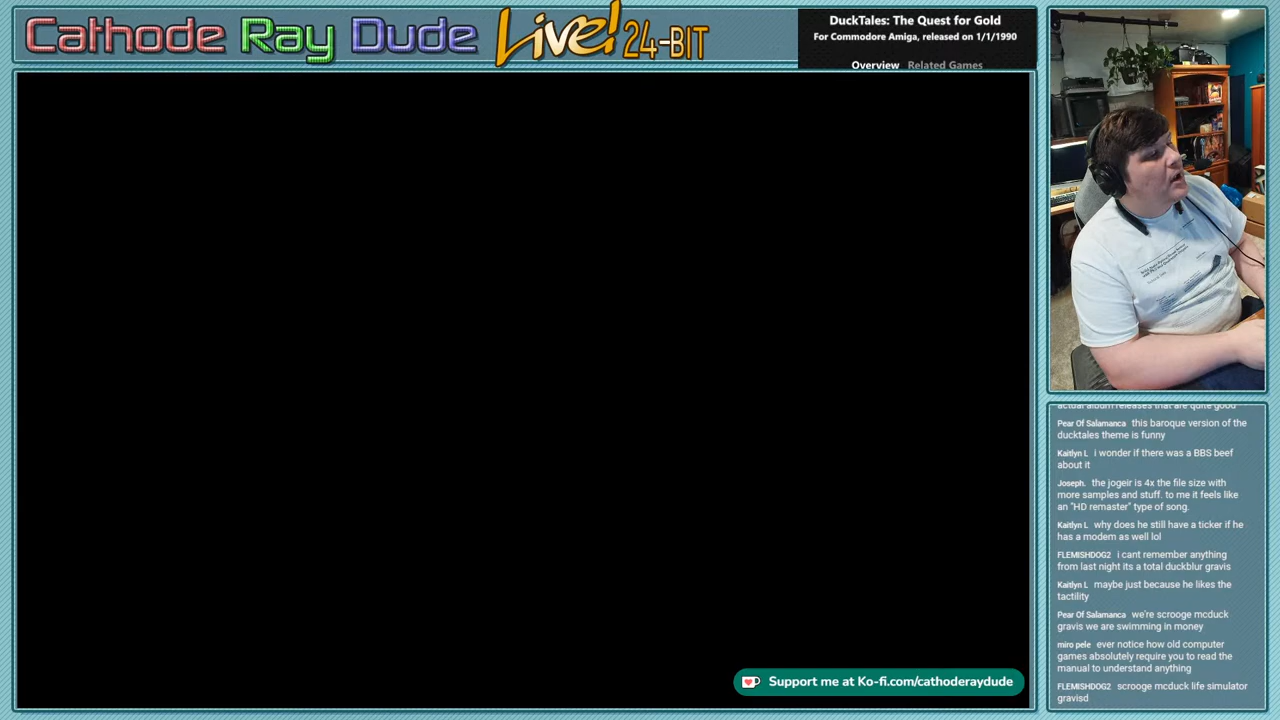 Cathode Ray Dude Live! 24-BIT
DuckTales: The Quest for Gold
For Commodore Amiga, released on 1/1/1990
Overview Related Games
actual album releases that are quite good
Pear Of Salamanca this baroque version of the
ducktales theme is funny
Kaitlyn L i wonder if there was a BBS beef
about it
Joseph. the jogeir is 4x the file size with
more samples and stuff. to me it feels like
an "HD remaster" type of song.
Kaitlyn L why does he still have a ticker if he
has a modem as well lol
FLEMISHDOG2 i cant remember anything
from last night its a total duckblur gravis
Kaitlyn L maybe just because he likes the
tactility
Pear Of Salamanca we're scrooge mcduck
gravis we are swimming in money
miro pele ever notice how old computer
games absolutely require you to read the
manual to understand anything
FLEMISHDOG2 scrooge mcduck life simulator
gravisd
Support me at Ko-fi.com/cathoderaydude